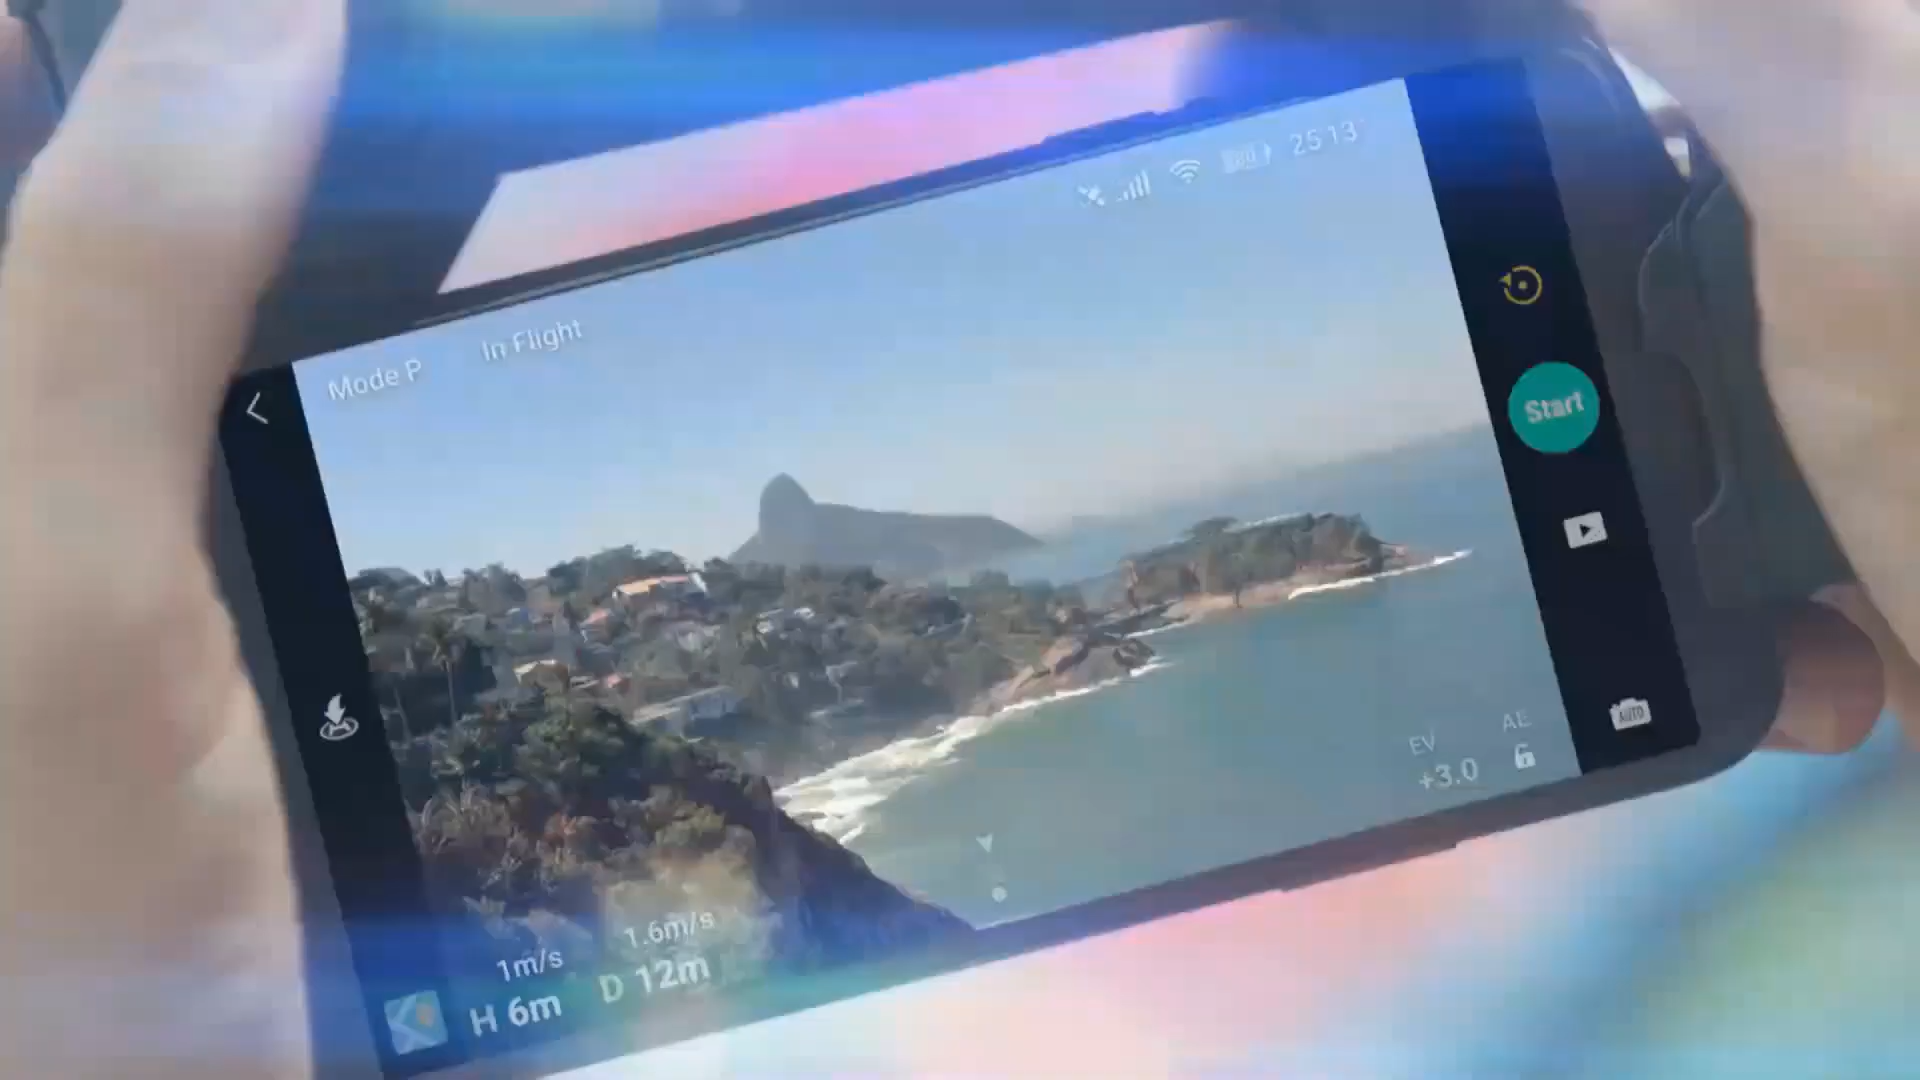 25'13"
Mode P
In Flight
Start
AE
EV
+3.0
AUTO
1.6m/s
1m/s
D 12m
H 6m